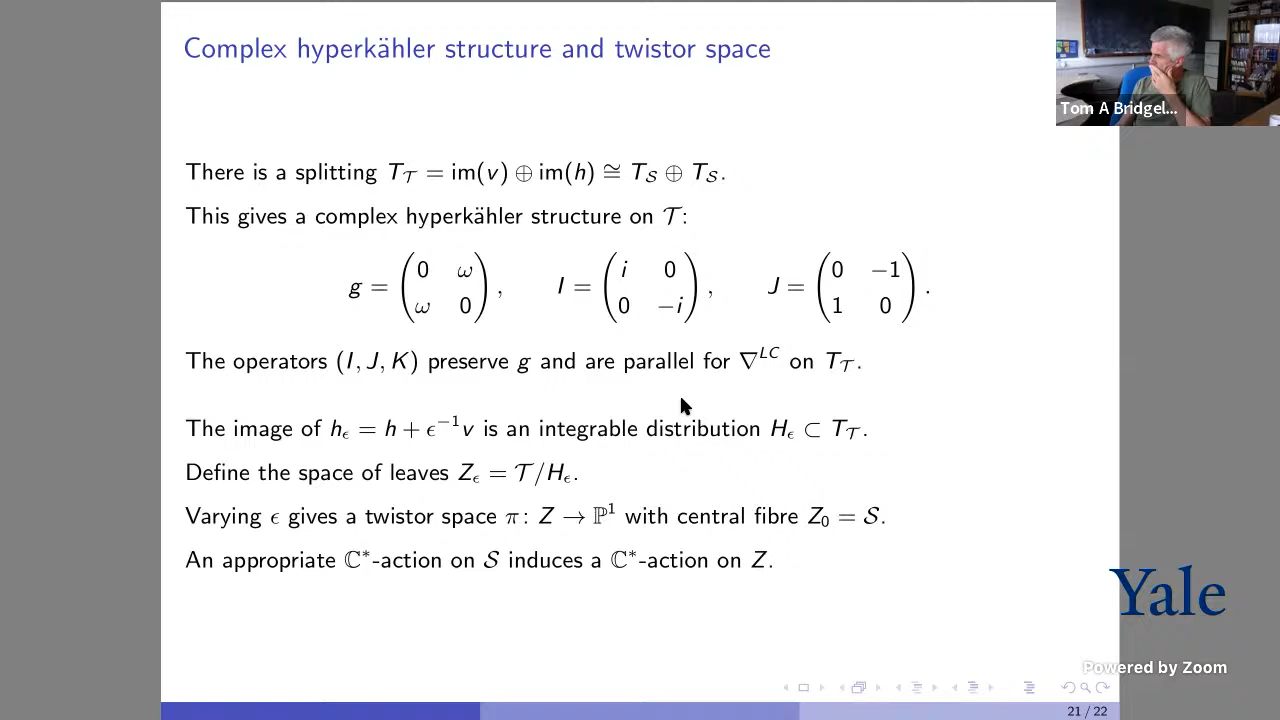 Complex hyperkähler structure and twistor space
Tom A Bridgel...
There is a splitting T_𝒯 = im(v) ⊕ im(h) ≅ T_𝒮 ⊕ T_𝒮.
This gives a complex hyperkähler structure on 𝒯:
g = (0 ω; ω 0), I = (i 0; 0 −i), J = (0 −1; 1 0).
The operators (I, J, K) preserve g and are parallel for ∇^{LC} on T_𝒯.
The image of h_ϵ = h + ϵ^{−1}v is an integrable distribution H_ϵ ⊂ T_𝒯.
Define the space of leaves Z_ϵ = 𝒯/H_ϵ.
Varying ϵ gives a twistor space π: Z → ℙ^1 with central fibre Z_0 = 𝒮.
An appropriate ℂ*-action on 𝒮 induces a ℂ*-action on Z.
Yale
Powered by Zoom
21 / 22